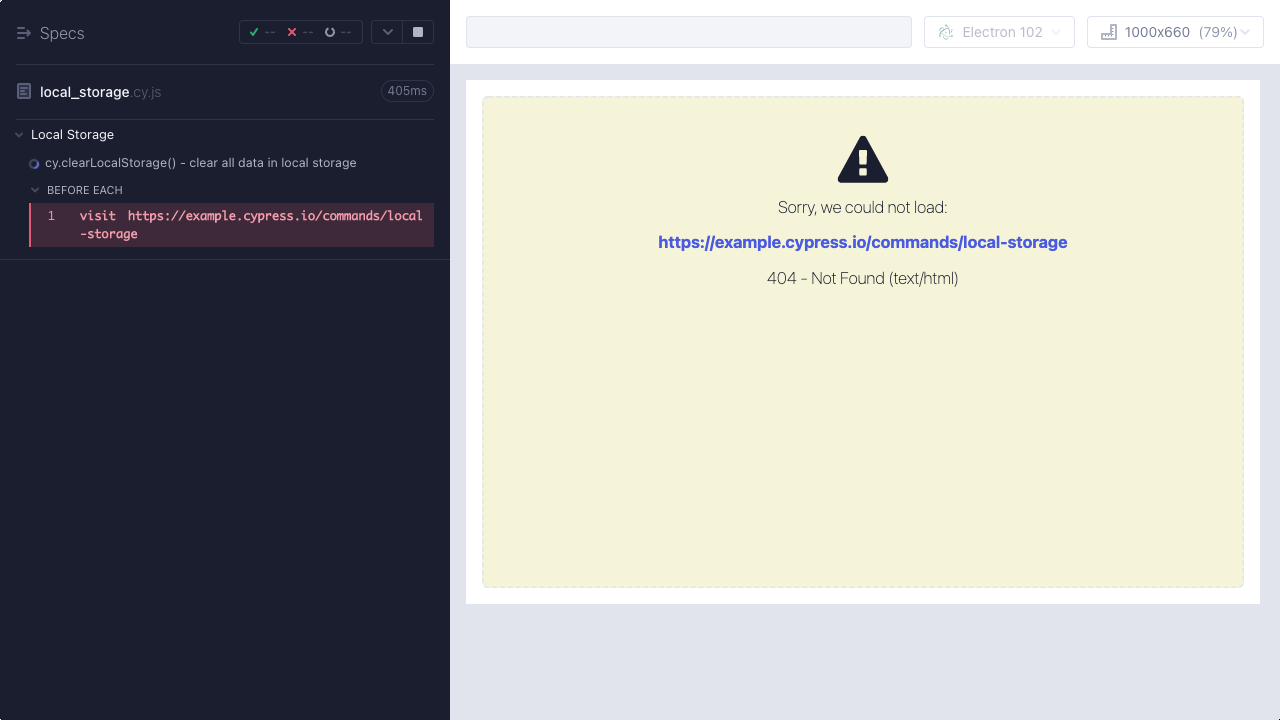 Specs
--
--
--
local_storage.cy.js
405ms
Local Storage
cy.clearLocalStorage() - clear all data in local storage
BEFORE EACH
1 visit https://example.cypress.io/commands/local
-storage
Electron 102
1000x660 (79%)
Sorry, we could not load:
https://example.cypress.io/commands/local-storage
404 - Not Found (text/html)